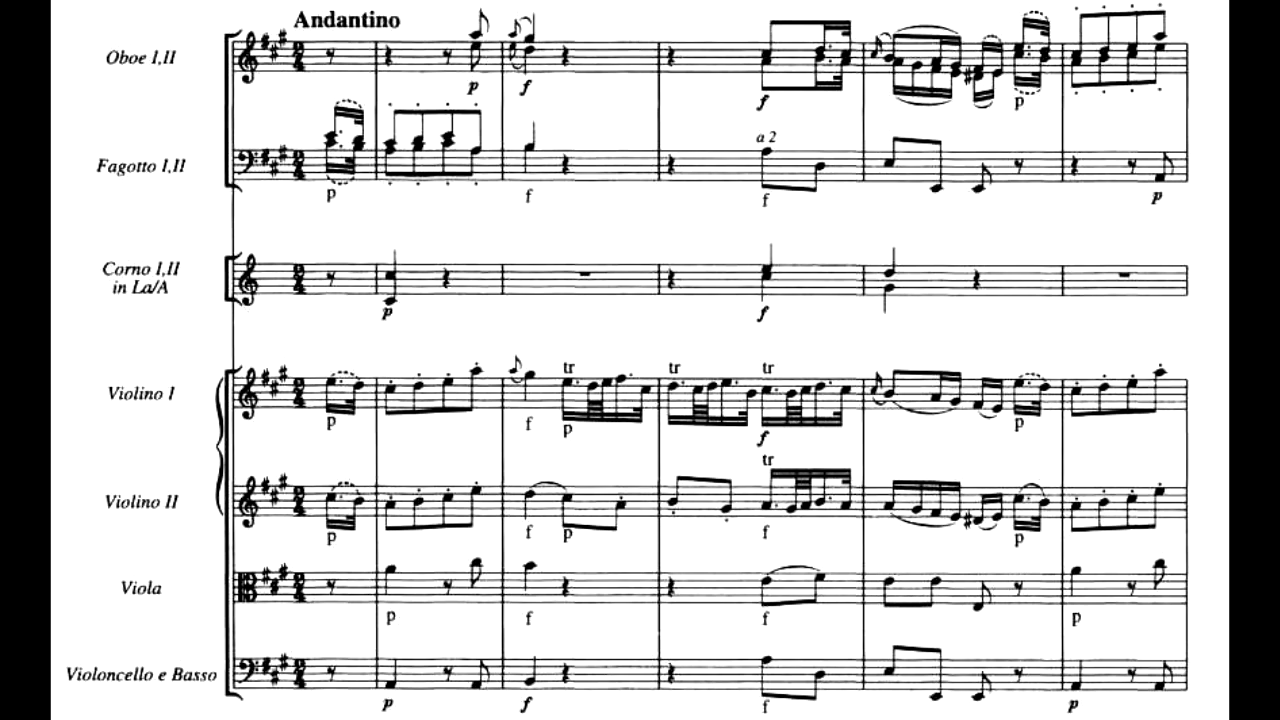 Andantino
Oboe I,II
p
f
f
p
Fagotto I,II
a 2
p
f
f
p
Corno I,II
in La/A
p
f
tr
tr
tr
Violino I
p
f
p
f
p
tr
Violino II
p
f
p
f
p
Viola
p
f
f
p
Violoncello e Basso
p
f
f
p